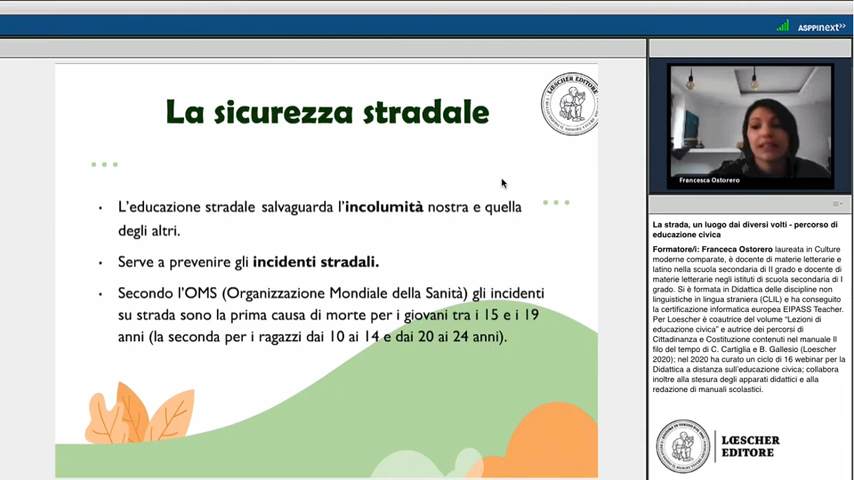 ASPPInext>>
La sicurezza stradale
LŒSCHER EDITORE
• L'educazione stradale salvaguarda l'incolumità nostra e quella
degli altri.
• Serve a prevenire gli incidenti stradali.
• Secondo l'OMS (Organizzazione Mondiale della Sanità) gli incidenti
su strada sono la prima causa di morte per i giovani tra i 15 e i 19
anni (la seconda per i ragazzi dai 10 ai 14 e dai 20 ai 24 anni).
Francesca Ostorero
La strada, un luogo dai diversi volti - percorso di
educazione civica
Formatore/i: Franceca Ostorero laureata in Culture
moderne comparate, è docente di materie letterarie e
latino nella scuola secondaria di II grado e docente di
materie letterarie negli istituti di scuola secondaria di I
grado. Si è formata in Didattica delle discipline non
linguistiche in lingua straniera (CLIL) e ha conseguito
la certificazione informatica europea EIPASS Teacher.
Per Loescher è coautrice del volume "Lezioni di
educazione civica" e autrice dei percorsi di
Cittadinanza e Costituzione contenuti nel manuale Il
filo del tempo di C. Cartiglia e B. Gallesio (Loescher
2020); nel 2020 ha curato un ciclo di 16 webinar per la
Didattica a distanza sull'educazione civica; collabora
inoltre alla stesura degli apparati didattici e alla
redazione di manuali scolastici.
LŒSCHER
EDITORE